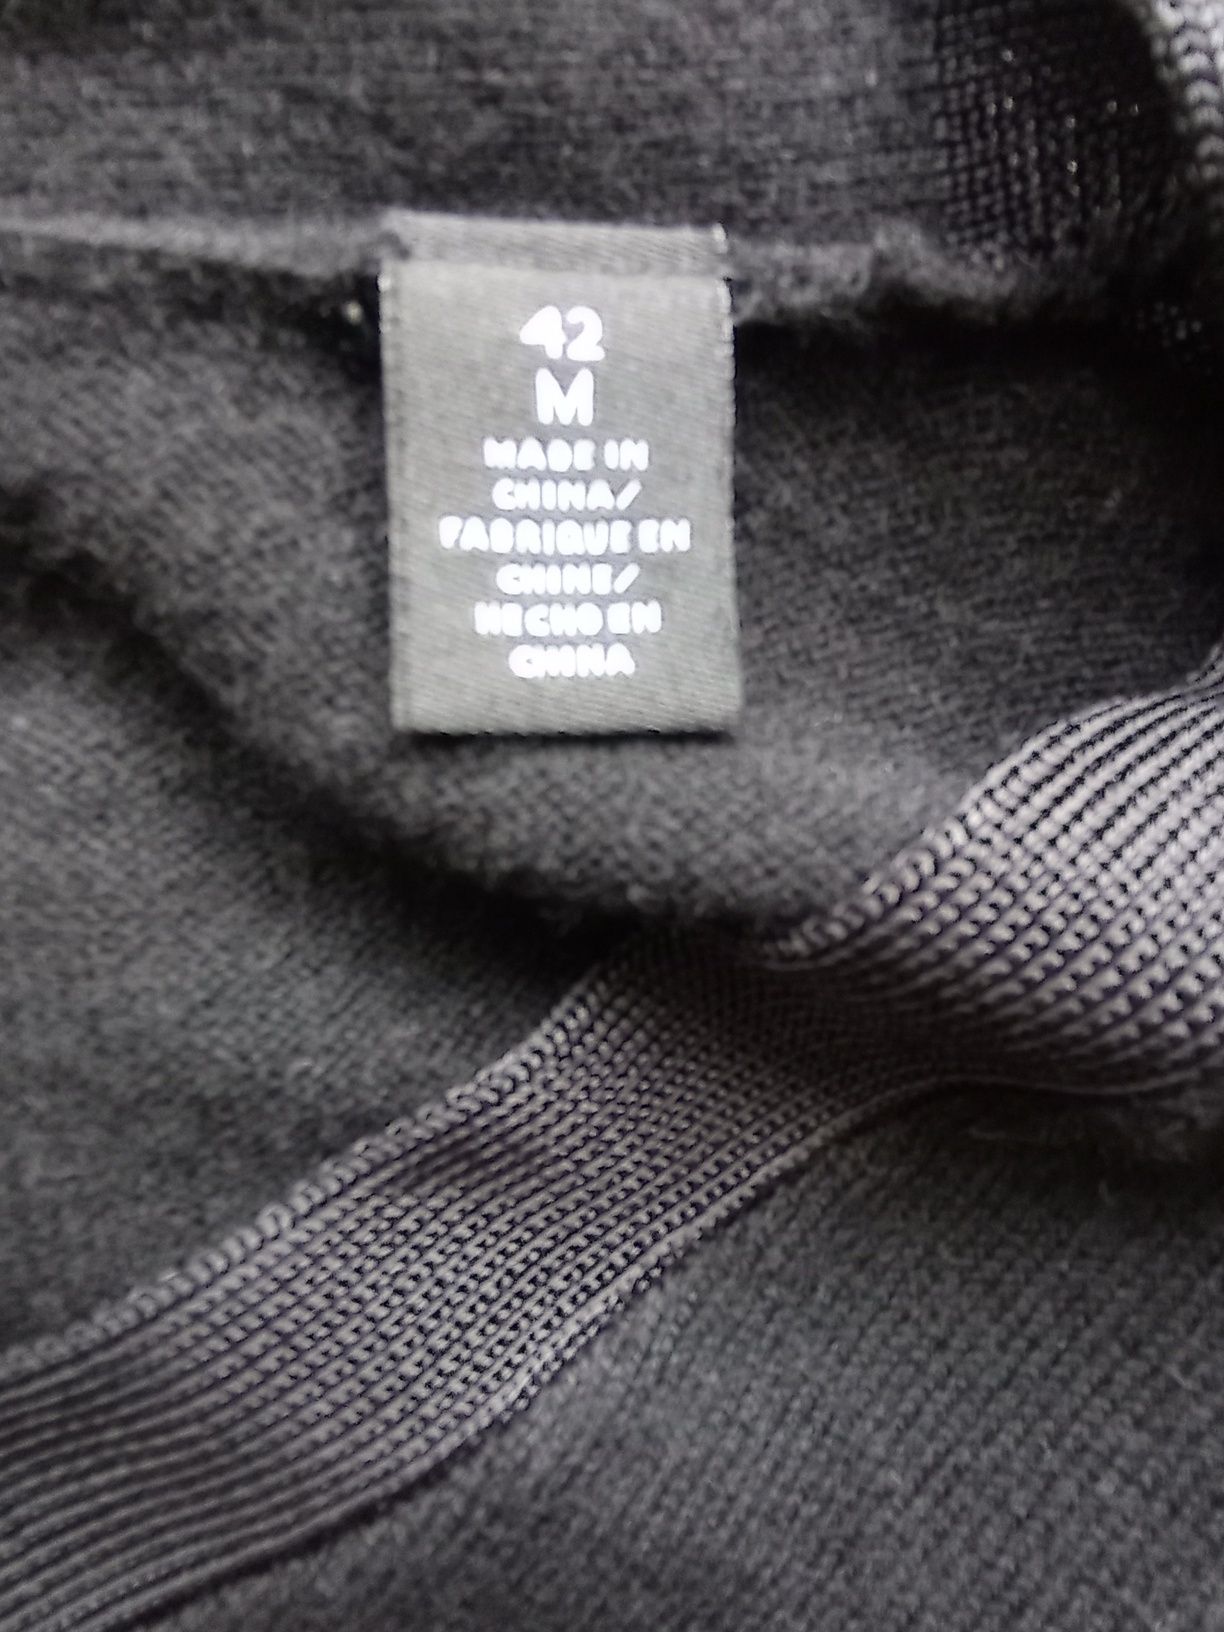 42
M
MADE IN
CHINA/
FABRIQUE EN
CHINE/
HECHO EN
CHINA